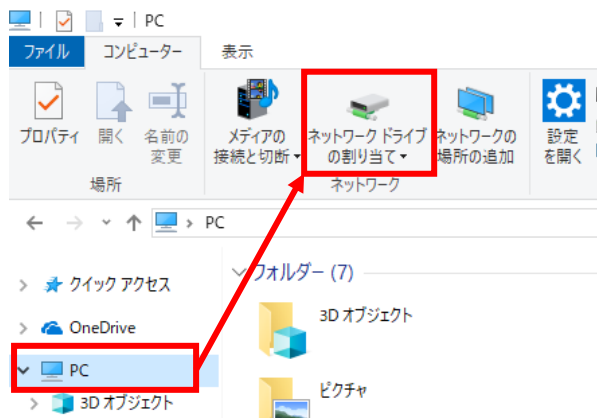 PC
ファイル コンピューター 表示
プロパティ 開く 名前の 変更 メディアの 接続と切断 ネットワーク ドライブ の割り当て ネットワークの 場所の追加 設定 を開く
場所 ネットワーク
PC
クイック アクセス
OneDrive
PC
3D オブジェクト
フォルダー (7)
3D オブジェクト
ピクチャ